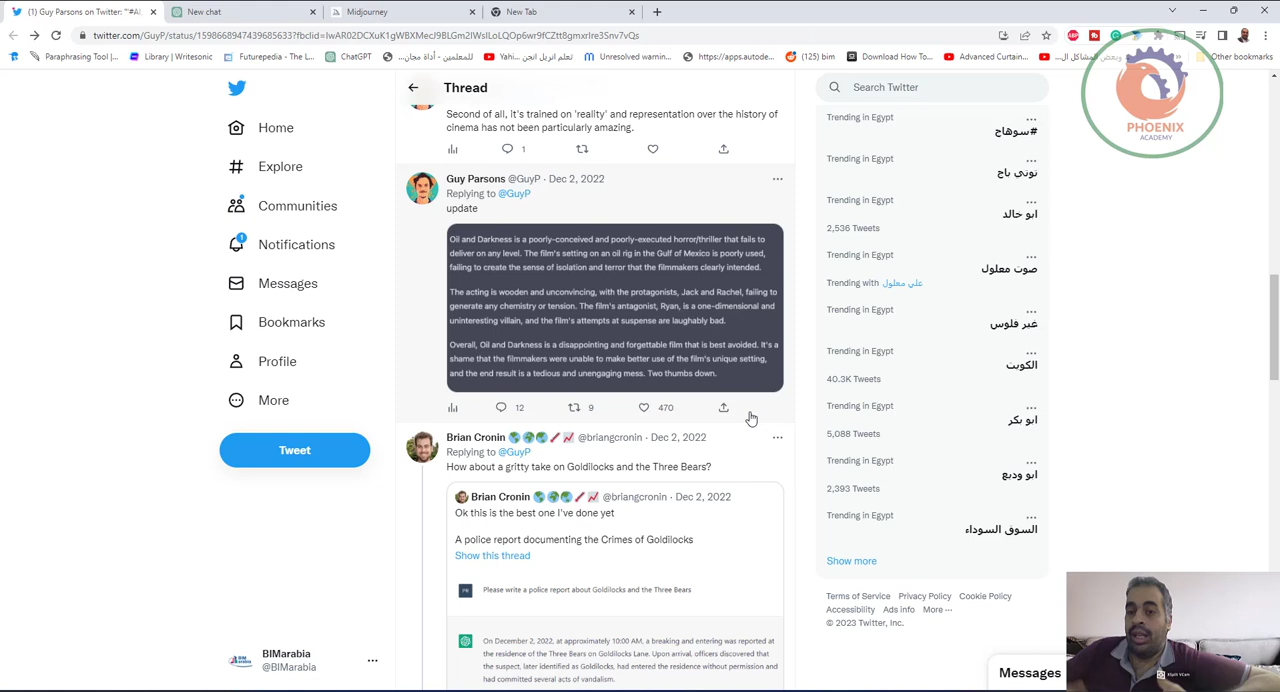 (1) Guy Parsons on Twitter: "#AI,
New chat
Midjourney
New Tab
twitter.com/GuyP/status/1598668947439669633?fbclid=
Paraphrasing Tool...
Library | Writesonic
Futurepedia - The L...
ChatGPT
للمعلمين - أداة مجان...
تعلم انريل انجن ...Yahi
Unresolved warnin...
https://apps.autode...
(115) bim
Download How To...
Advanced Curtain...
وبعض مشاكل ال...
Other bookmarks
PHOENIX
ACADEMY
Home
Explore
Communities
1
Notifications
Messages
Bookmarks
Profile
More
Tweet
BIMarabia
@BIMarabia
Thread
Second of all, it's trained on 'reality' and representation over the history of
cinema has not been particularly amazing.
1
Guy Parsons @GuyP · Dec 2, 2022
Replying to @GuyP
update
Oil and Darkness is a poorly-conceived and poorly-executed horror/thriller that fails to
deliver on any level. The film's setting on an oil rig in the Gulf of Mexico is poorly used,
failing to create the sense of isolation and terror that the filmmakers clearly intended.
The acting is wooden and unconvincing, with the protagonists, Jack and Rachel, failing to
generate any chemistry or tension. The film's antagonist, Ryan, is a one-dimensional and
uninteresting villain, and the film's attempts at suspense are laughably bad.
Overall, Oil and Darkness is a disappointing and forgettable film that is best avoided. It's a
shame that the filmmakers were unable to make better use of the film's unique setting,
and the end result is a tedious and unengaging mess. Two thumbs down.
12 9 470
Brian Cronin @briangcronin · Dec 2, 2022
Replying to @GuyP
How about a gritty take on Goldilocks and the Three Bears?
Brian Cronin @briangcronin · Dec 2, 2022
Ok this is the best one I've done yet
A police report documenting the Crimes of Goldilocks
Show this thread
Please write a police report about Goldilocks and the Three Bears
On December 2, 2022, at approximately 10:00 AM, a breaking and entering was reported at
the residence of the Three Bears on Goldilocks Lane. Upon arrival, officers discovered that
the suspect, later identified as Goldilocks, had entered the residence without permission and
had committed several acts of vandalism.
Search Twitter
Trending in Egypt
#سوهاج
Trending in Egypt
توتي باج
Trending in Egypt
ابو خالد
2,536 Tweets
Trending in Egypt
صوت معلول
Trending with علي معلول
Trending in Egypt
غير فلوس
Trending in Egypt
الكويت
40.3K Tweets
Trending in Egypt
ابو بكر
5,088 Tweets
Trending in Egypt
ابو وديع
2,393 Tweets
Trending in Egypt
السوق السوداء
Show more
Terms of Service Privacy Policy Cookie Policy
Accessibility Ads info More ...
© 2023 Twitter, Inc.
Messages
XSplit VCam